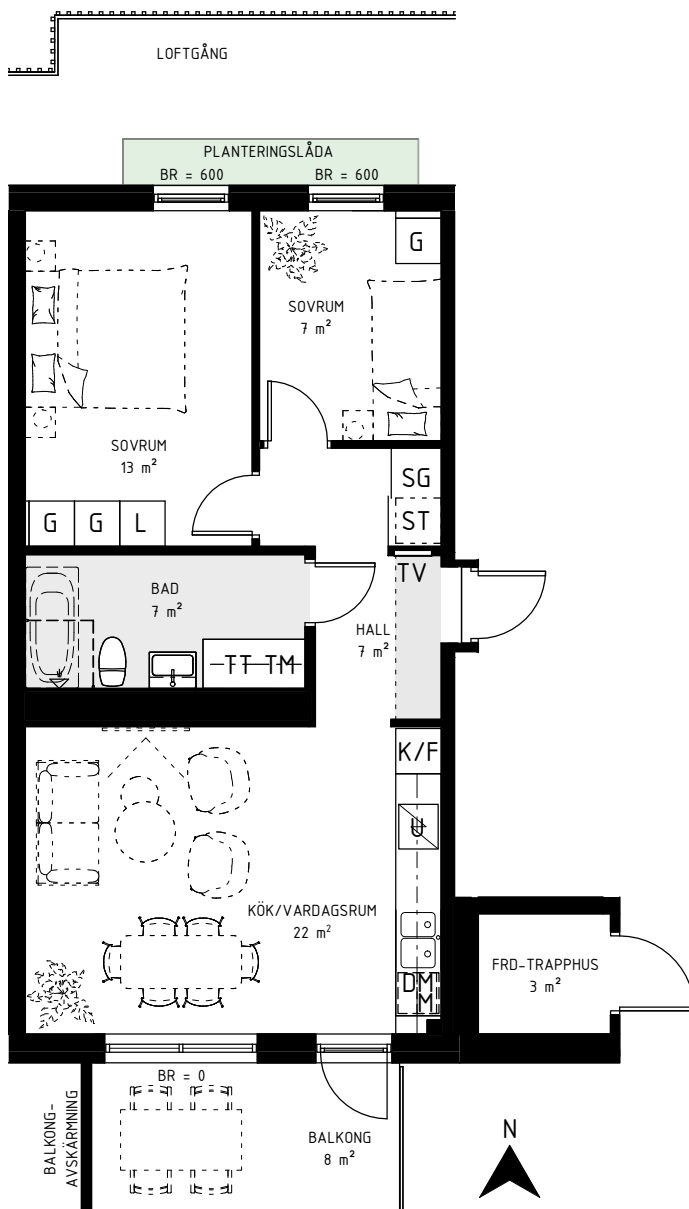 LOFTGÅNG
PLANTERINGSLÅDA
BR = 600
BR = 600
G
SOVRUM
7 m²
SOVRUM
13 m²
SG
ST
G
G
L
BAD
7 m²
TV
HALL
7 m²
TT TM
K/F
U
KÖK/VARDAGSRUM
22 m²
DM
M
FRD-TRAPPHUS
3 m²
BR = 0
BALKONG-
AVSKÄRMNING
BALKONG
8 m²
N